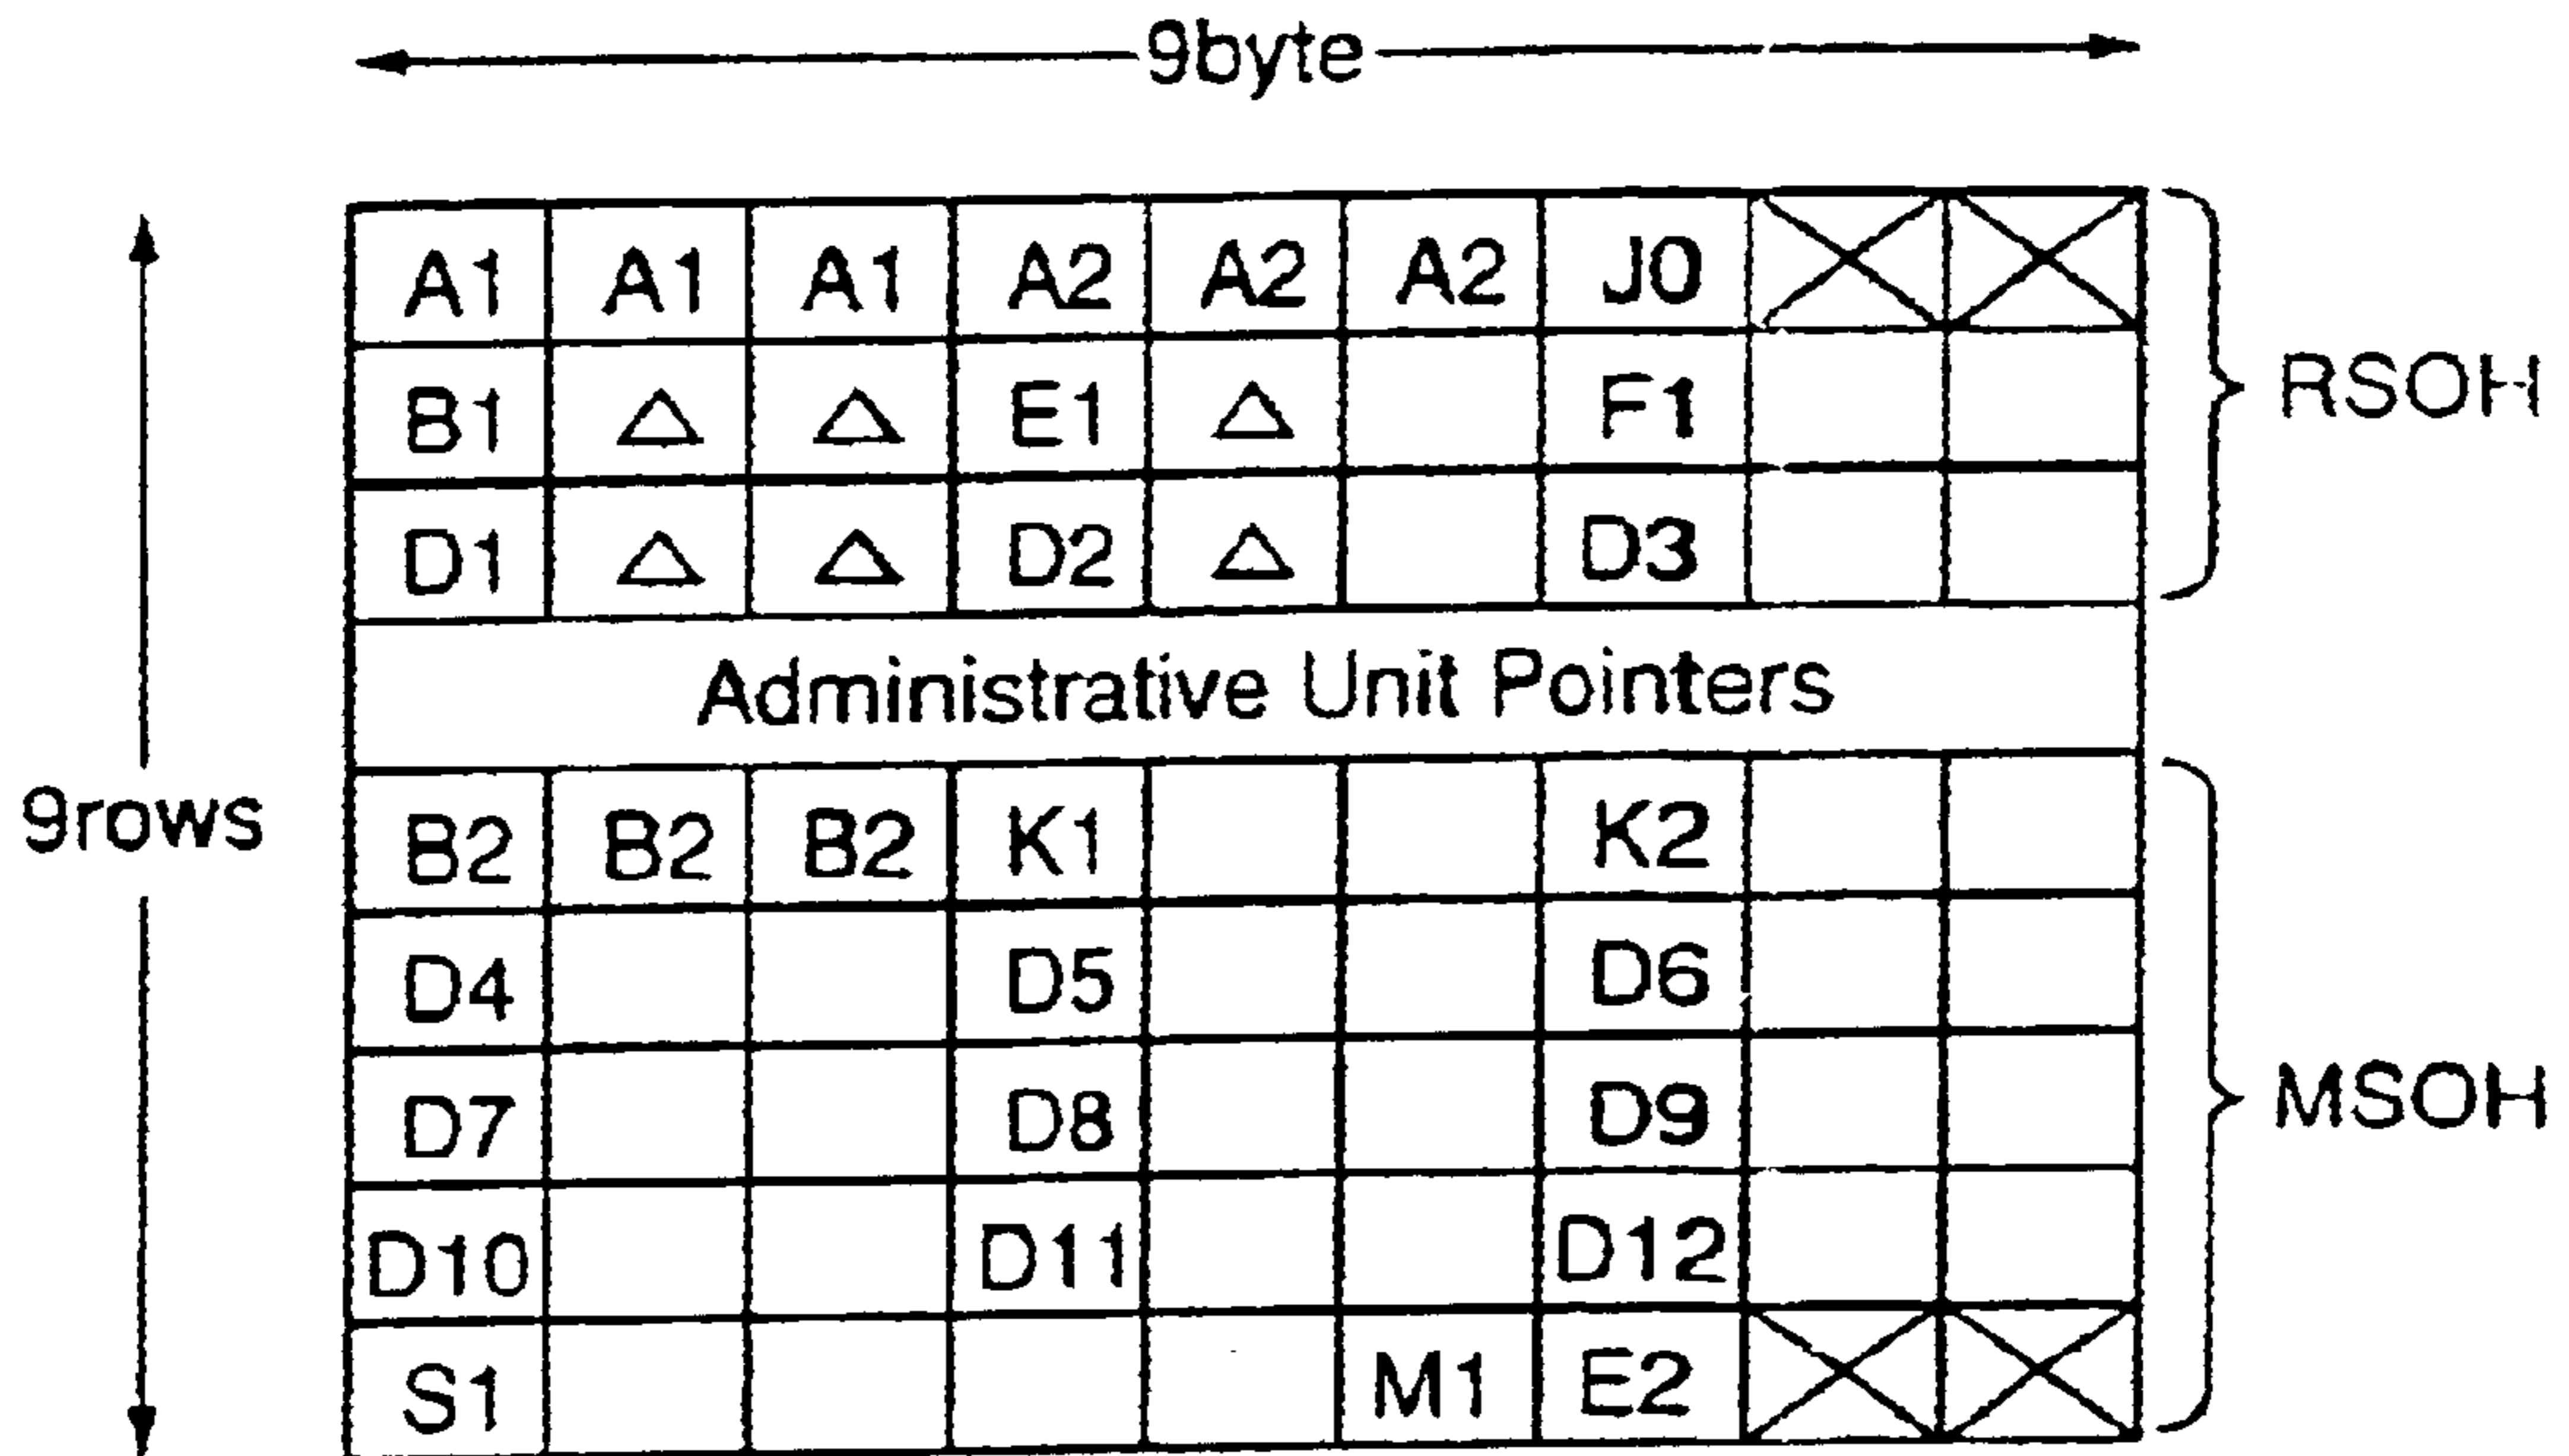 9byte
A1 A1 A1 A2 A2 A2 J0
B1 △ △ E1 △ F1
RSOH
D1 △ △ D2 △ D3
Administrative Unit Pointers
9rows
B2 B2 B2 K1 K2
D4 D5 D6
D7 D8 D9
MSOH
D10 D11 D12
S1 M1 E2